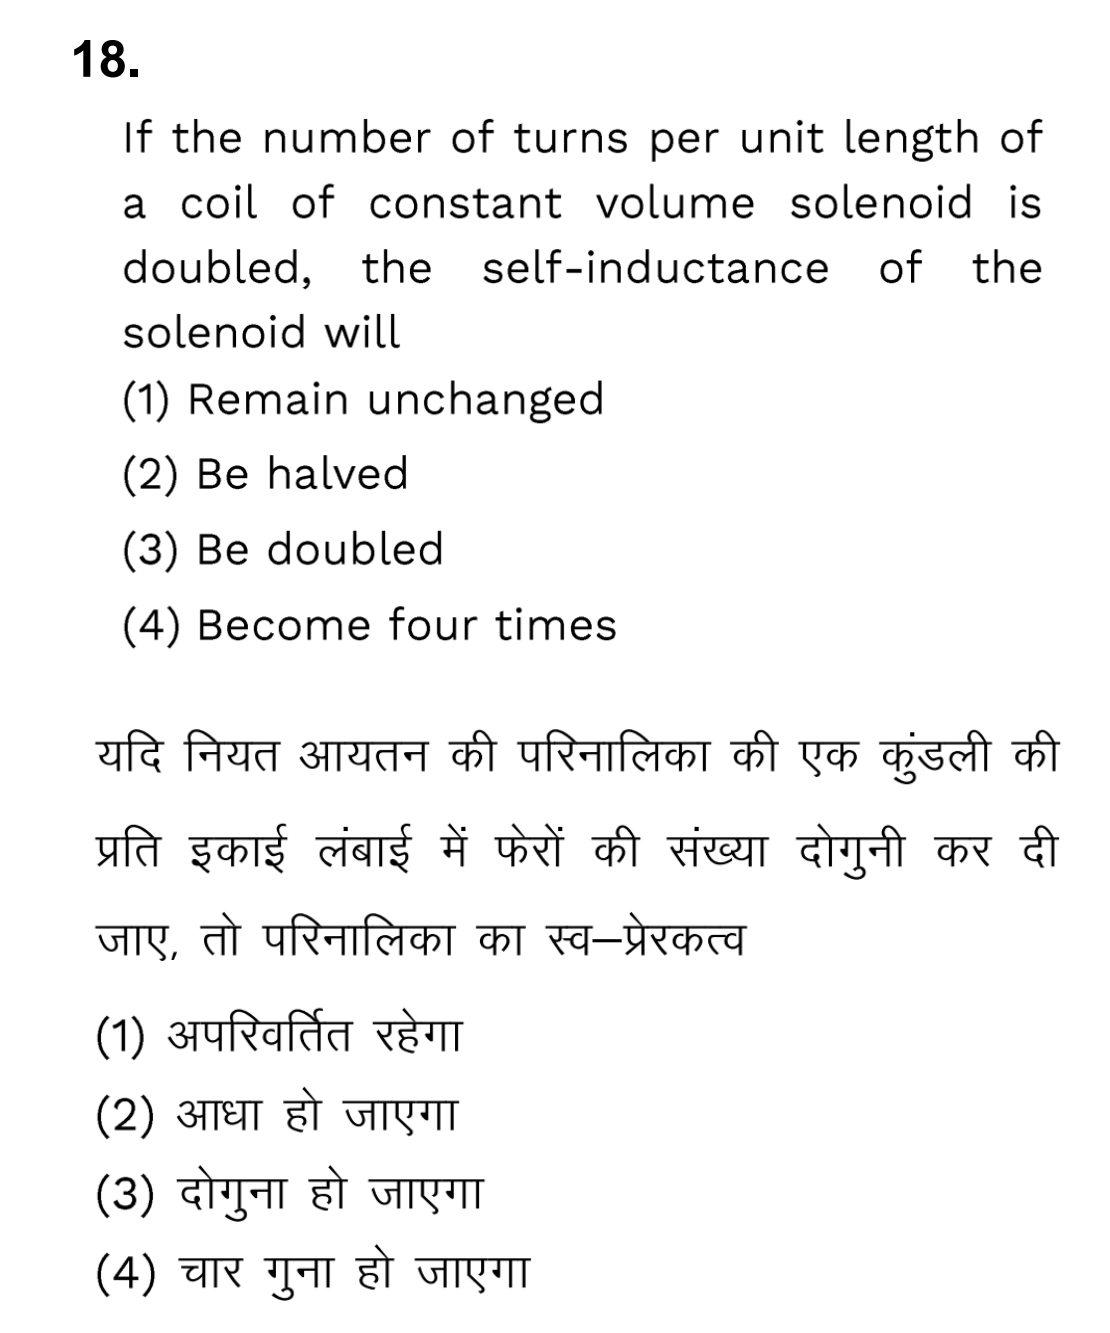 18.
If the number of turns per unit length of
a coil of constant volume solenoid is
doubled, the self-inductance of the
solenoid will
(1) Remain unchanged
(2) Be halved
(3) Be doubled
(4) Become four times
यदि नियत आयतन की परिनालिका की एक कुंडली की
प्रति इकाई लंबाई में फेरों की संख्या दोगुनी कर दी
जाए, तो परिनालिका का स्व–प्रेरकत्व
(1) अपरिवर्तित रहेगा
(2) आधा हो जाएगा
(3) दोगुना हो जाएगा
(4) चार गुना हो जाएगा